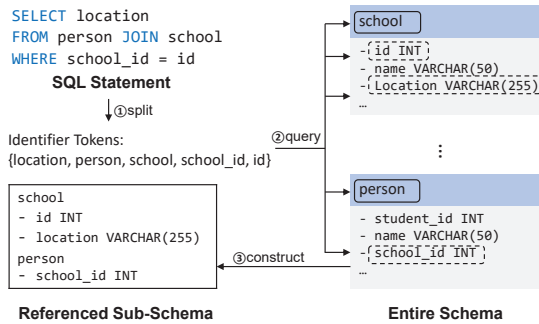 SELECT location
FROM person JOIN school
WHERE school_id = id
SQL Statement
①split
Identifier Tokens:
{location, person, school, school_id, id}
②query
school
- id INT
- name VARCHAR(50)
- Location VARCHAR(255)
…
⋮
person
- student_id INT
- name VARCHAR(50)
- school_id INT
…
③construct
school
- id INT
- location VARCHAR(255)
person
- school_id INT
Referenced Sub-Schema
Entire Schema